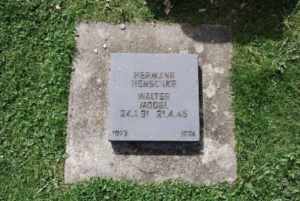 HERMANN
HENSCHKE
WALTER
MODEL
24.1.91 21.4.45
1073 1074